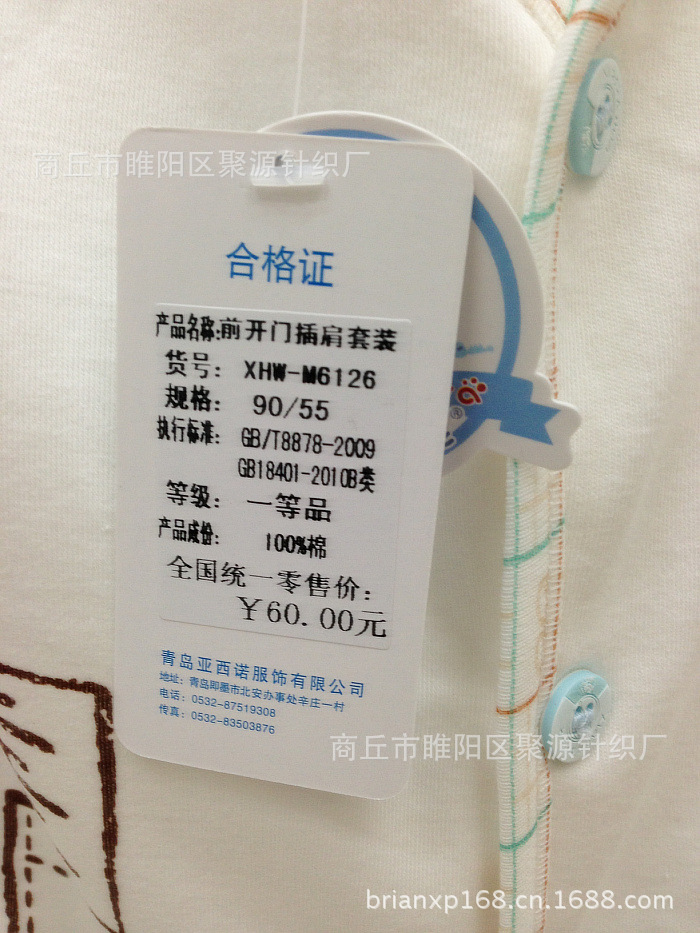 商丘市睢阳区聚源针织厂
合格证
产品名称:前开门插肩套装
货号: XHW-M6126
规格: 90/55
执行标准: GB/T8878-2009
GB18401-2010B类
等级: 一等品
产品成份: 100%棉
全国统一零售价:
￥60.00元
青岛亚西诺服饰有限公司
地址: 青岛即墨市北安办事处辛庄一村
电话: 0532-87519308
传真: 0532-83503876
商丘市睢阳区聚源针织厂
brianxp168.cn.1688.com